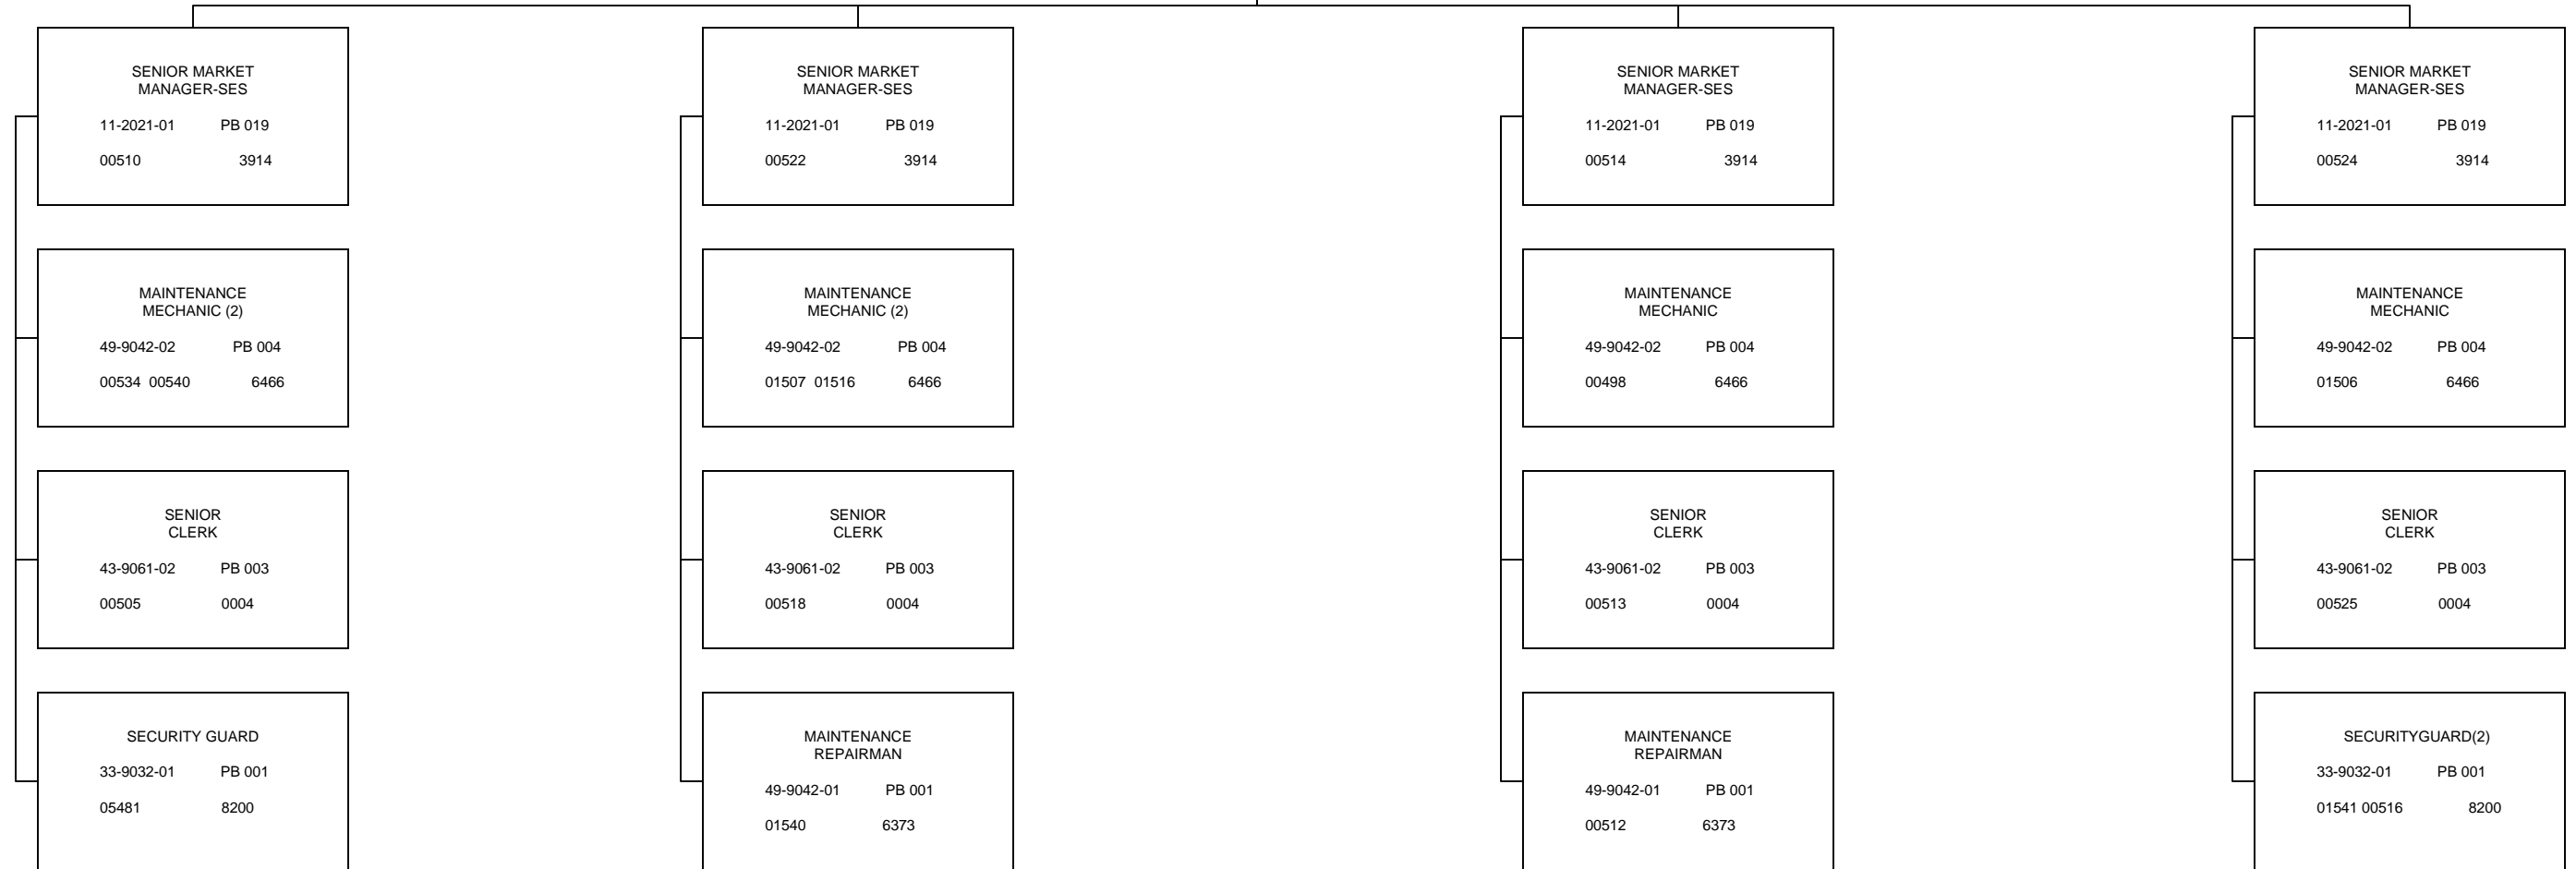 SENIOR MARKET
MANAGER-SES
11-2021-01 PB 019
00510 3914
MAINTENANCE
MECHANIC (2)
49-9042-02 PB 004
00534 00540 6466
SENIOR
CLERK
43-9061-02 PB 003
00505 0004
SECURITY GUARD
33-9032-01 PB 001
05481 8200
SENIOR MARKET
MANAGER-SES
11-2021-01 PB 019
00522 3914
MAINTENANCE
MECHANIC (2)
49-9042-02 PB 004
01507 01516 6466
SENIOR
CLERK
43-9061-02 PB 003
00518 0004
MAINTENANCE
REPAIRMAN
49-9042-01 PB 001
01540 6373
SENIOR MARKET
MANAGER-SES
11-2021-01 PB 019
00514 3914
MAINTENANCE
MECHANIC
49-9042-02 PB 004
00498 6466
SENIOR
CLERK
43-9061-02 PB 003
00513 0004
MAINTENANCE
REPAIRMAN
49-9042-01 PB 001
00512 6373
SENIOR MARKET
MANAGER-SES
11-2021-01 PB 019
00524 3914
MAINTENANCE
MECHANIC
49-9042-02 PB 004
01506 6466
SENIOR
CLERK
43-9061-02 PB 003
00525 0004
SECURITYGUARD(2)
33-9032-01 PB 001
01541 00516 8200